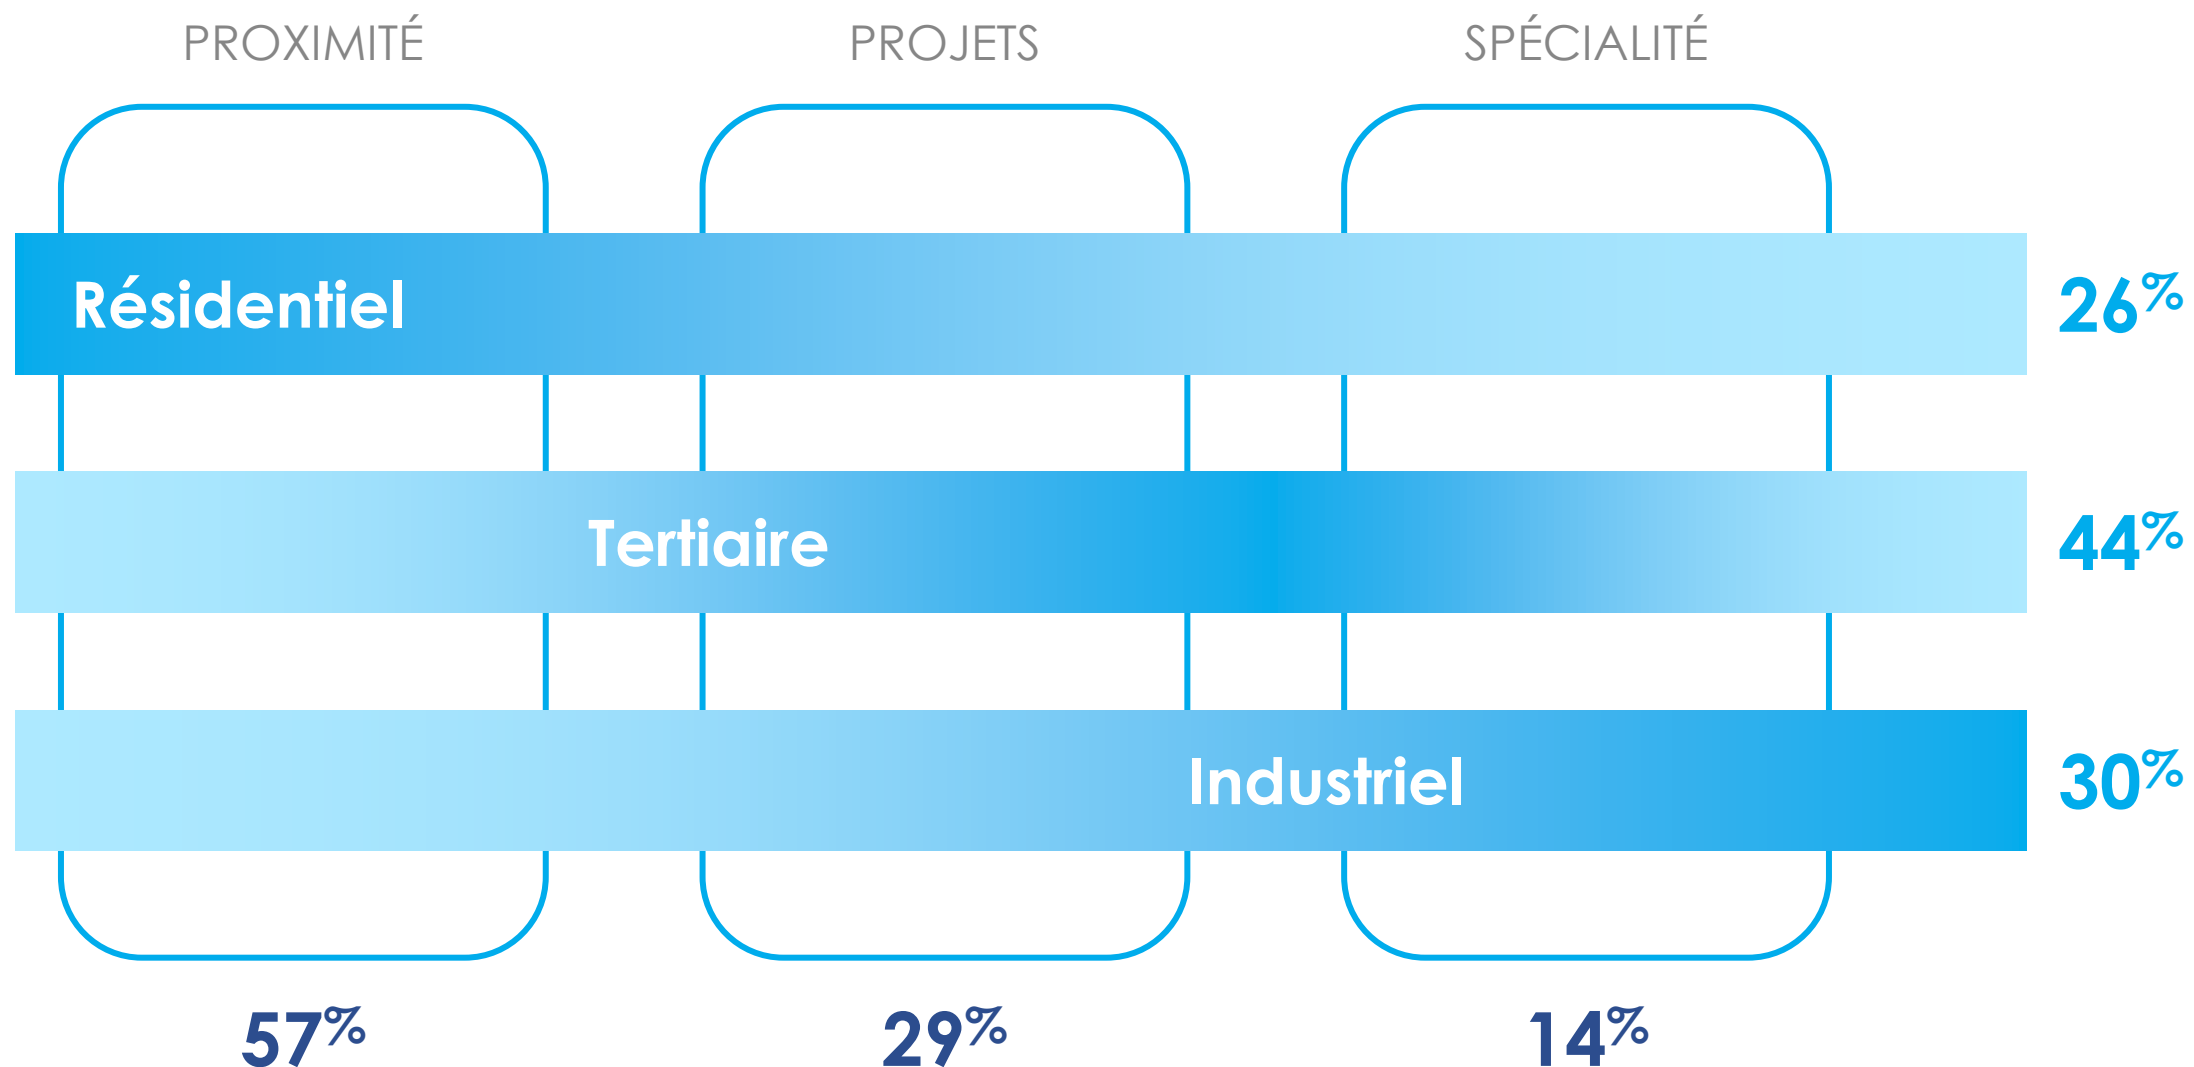 PROXIMITÉ PROJETS SPÉCIALITÉ
Résidentiel 26%
Tertiaire 44%
Industriel 30%
57% 29% 14%